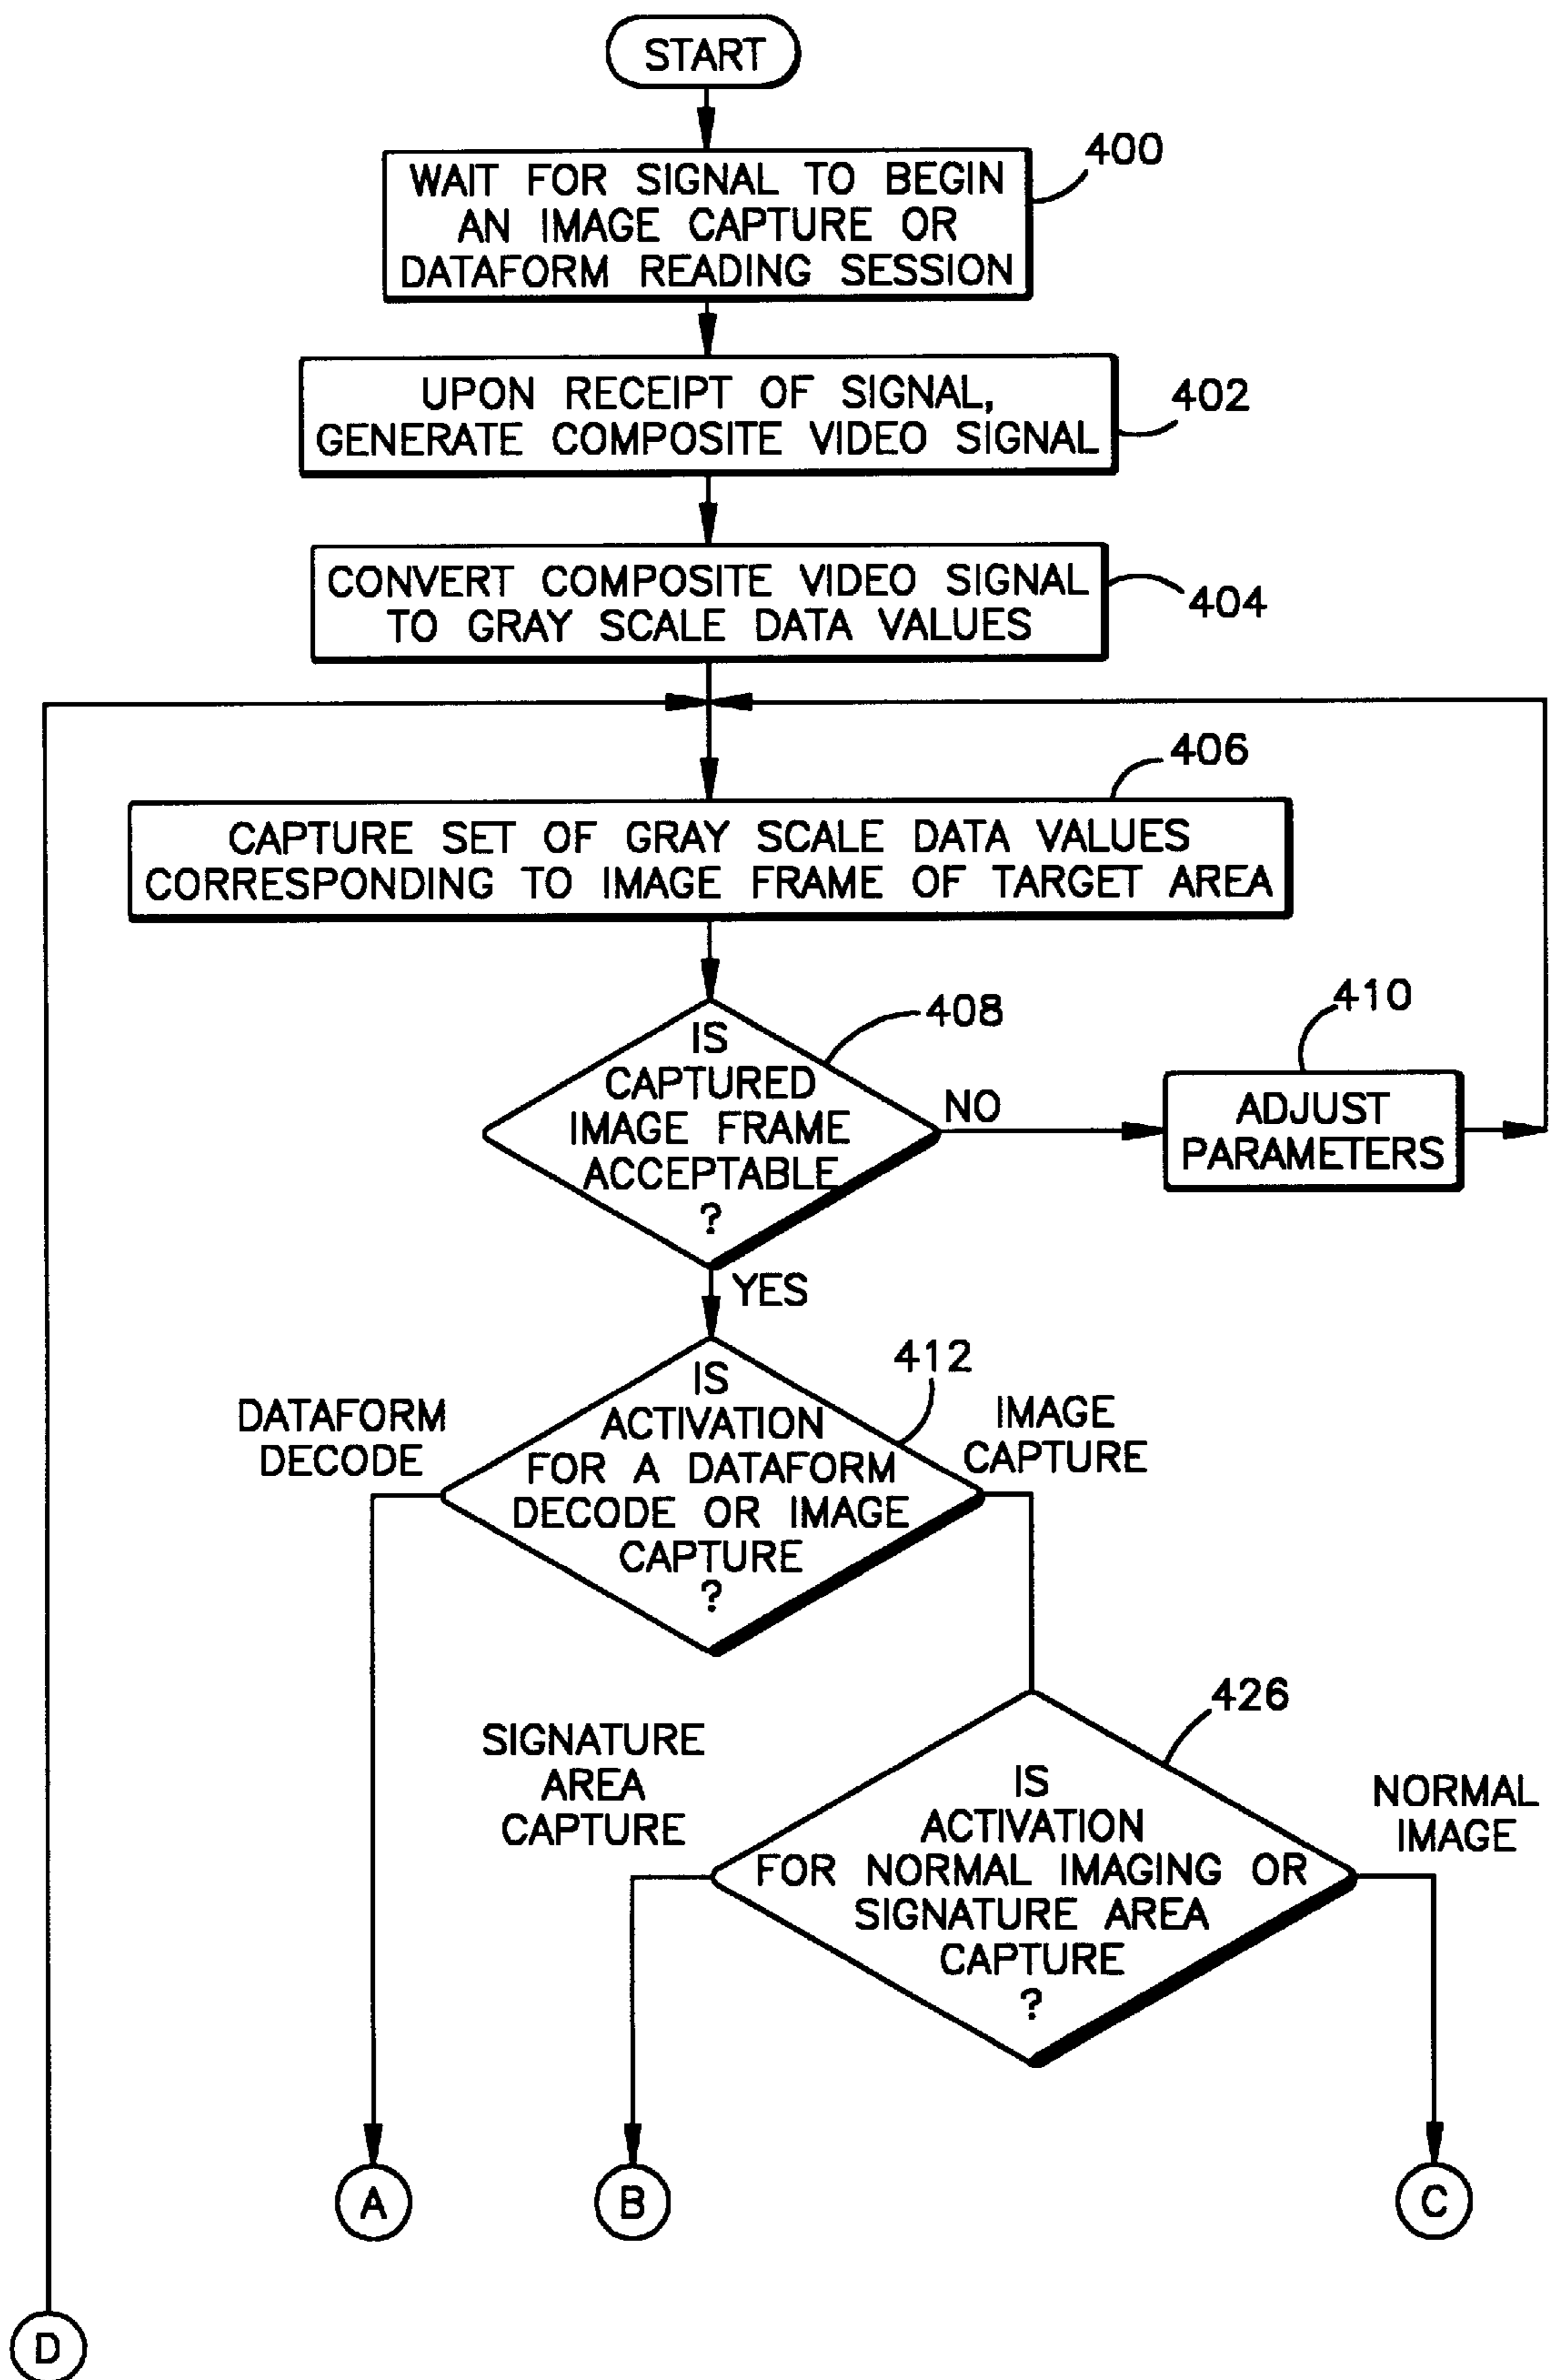 START
WAIT FOR SIGNAL TO BEGIN
AN IMAGE CAPTURE OR
DATAFORM READING SESSION
400
UPON RECEIPT OF SIGNAL,
GENERATE COMPOSITE VIDEO SIGNAL
402
CONVERT COMPOSITE VIDEO SIGNAL
TO GRAY SCALE DATA VALUES
404
406
CAPTURE SET OF GRAY SCALE DATA VALUES
CORRESPONDING TO IMAGE FRAME OF TARGET AREA
408
IS
CAPTURED
IMAGE FRAME
ACCEPTABLE
?
NO
410
ADJUST
PARAMETERS
YES
412
DATAFORM
DECODE
IS
ACTIVATION
FOR A DATAFORM
DECODE OR IMAGE
CAPTURE
?
IMAGE
CAPTURE
426
SIGNATURE
AREA
CAPTURE
IS
ACTIVATION
FOR NORMAL IMAGING OR
SIGNATURE AREA
CAPTURE
?
NORMAL
IMAGE
A
B
C
D